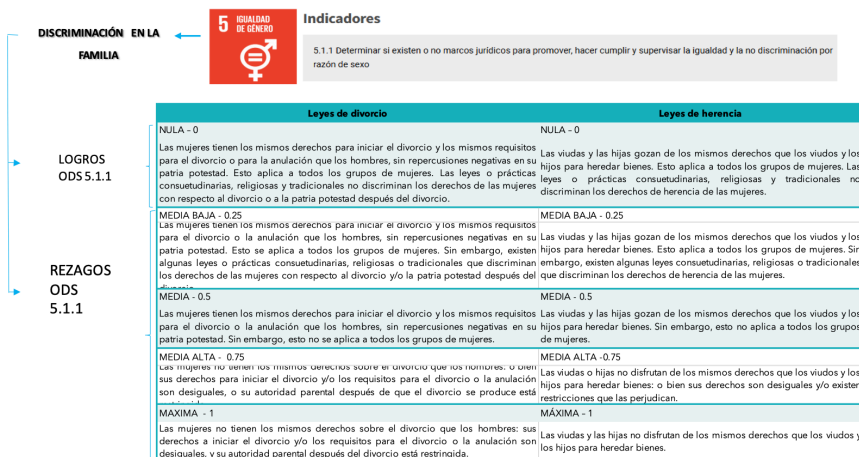 DISCRIMINACIÓN EN LA
FAMILIA
5 IGUALDAD
DE GÉNERO
Indicadores
5.1.1 Determinar si existen o no marcos jurídicos para promover, hacer cumplir y supervisar la igualdad y la no discriminación por
razón de sexo
LOGROS
ODS 5.1.1
REZAGOS
ODS
5.1.1
Leyes de divorcio
Leyes de herencia
NULA – 0
Las mujeres tienen los mismos derechos para iniciar el divorcio y los mismos requisitos
para el divorcio o para la anulación que los hombres, sin repercusiones negativas en su
patria potestad. Esto aplica a todos los grupos de mujeres. Las leyes o prácticas
consuetudinarias, religiosas y tradicionales no discriminan los derechos de las mujeres
con respecto al divorcio o a la patria potestad después del divorcio.
NULA – 0
Las viudas y las hijas gozan de los mismos derechos que los viudos y los
hijos para heredar bienes. Esto aplica a todos los grupos de mujeres. Las
leyes o prácticas consuetudinarias, religiosas y tradicionales no
discriminan los derechos de herencia de las mujeres.
MEDIA BAJA - 0.25
Las mujeres tienen los mismos derechos para iniciar el divorcio y los mismos requisitos
para el divorcio o la anulación que los hombres, sin repercusiones negativas en su
patria potestad. Esto se aplica a todos los grupos de mujeres. Sin embargo, existen
algunas leyes o prácticas consuetudinarias, religiosas o tradicionales que discriminan
los derechos de las mujeres con respecto al divorcio y/o la patria potestad después del
MEDIA BAJA - 0.25
Las viudas y las hijas gozan de los mismos derechos que los viudos y los
hijos para heredar bienes. Esto aplica a todos los grupos de mujeres. Sin
embargo, existen algunas leyes consuetudinarias, religiosas o tradicionales
que discriminan los derechos de herencia de las mujeres.
MEDIA - 0.5
Las mujeres tienen los mismos derechos para iniciar el divorcio y los mismos requisitos
para el divorcio o la anulación que los hombres, sin repercusiones negativas en su
patria potestad. Sin embargo, esto no se aplica a todos los grupos de mujeres.
MEDIA – 0.5
Las viudas y las hijas gozan de los mismos derechos que los viudos y los
hijos para heredar bienes. Sin embargo, esto no aplica a todos los grupos
de mujeres.
MEDIA ALTA - 0.75
Las mujeres no tienen los mismos derechos sobre el divorcio que los hombres: o bien
sus derechos para iniciar el divorcio y/o los requisitos para el divorcio o la anulación
son desiguales, o su autoridad parental después de que el divorcio se produce está
MEDIA ALTA -0.75
Las viudas o hijas no disfrutan de los mismos derechos que los viudos y los
hijos para heredar bienes: o bien sus derechos son desiguales y/o existen
restricciones que las perjudican.
MAXIMA - 1
Las mujeres no tienen los mismos derechos sobre el divorcio que los hombres: sus
derechos a iniciar el divorcio y/o los requisitos para el divorcio o la anulación son
desiguales, y su autoridad parental después del divorcio está restringida.
MÁXIMA – 1
Las viudas y las hijas no disfrutan de los mismos derechos que los viudos y
los hijos para heredar bienes.